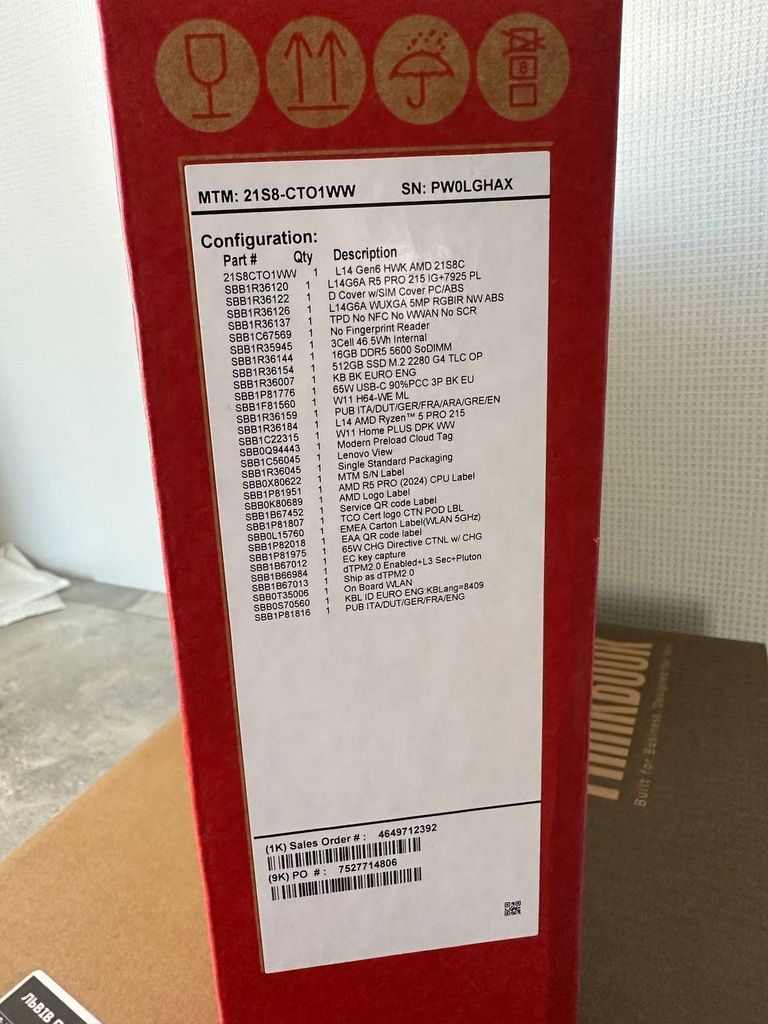 8
MTM: 21S8-CTO1WW SN: PW0LGHAX
Configuration:
Part # Qty Description
21S8CTO1WW 1 L14 Gen6 HWK AMD 21S8C
SBB1R36120 1 L14G6A R5 PRO 215 IG+7925 PL
SBB1R36122 1 D Cover w/SIM Cover PC/ABS
SBB1R36126 1 L14G6A WUXGA 5MP RGBIR NW ABS
SBB1R36137 1 TPD No NFC No WWAN No SCR
SBB1C67569 1 No Fingerprint Reader
SBB1R35945 1 3Cell 46.5Wh Internal
SBB1R36144 1 16GB DDR5 5600 SoDIMM
SBB1R36154 1 512GB SSD M.2 2280 G4 TLC OP
SBB1R36007 1 KB BK EURO ENG
SBB1P81776 1 65W USB-C 90%PCC 3P BK EU
SBB1F81560 1 W11 H64-WE ML
SBB1R36159 1 PUB ITA/DUT/GER/FRA/ARA/GRE/EN
SBB1R36184 1 L14 AMD Ryzen™ 5 PRO 215
SBB1C22315 1 W11 Home PLUS DPK WW
SBB0Q94443 1 Modern Preload Cloud Tag
SBB1C56045 1 Lenovo View
SBB1R36045 1 Single Standard Packaging
SBB0X80622 1 MTM S/N Label
SBB1P81951 1 AMD R5 PRO (2024) CPU Label
SBB0K80689 1 AMD Logo Label
SBB1B67452 1 Service QR code Label
SBB1P81807 1 TCO Cert logo CTN POD LBL
SBB0L15760 1 EMEA Carton Label(WLAN 5GHz)
SBB1P82018 1 EAA QR code label
SBB1P81975 1 65W CHG Directive CTNL w/ CHG
SBB1B67012 1 EC key capture
SBB1B66984 1 dTPM2.0 Enabled+L3 Sec+Pluton
SBB1B67013 1 Ship as dTPM2.0
SBB0T35006 1 On Board WLAN
SBB0S70560 1 KBL ID EURO ENG:KBLang=8409
SBB1P81816 1 PUB ITA/DUT/GER/FRA/ENG
(1K) Sales Order # : 4649712392
(9K) PO # : 7527714806
THINKBOOK
Built for Business. Designed
ЛЬВІВ